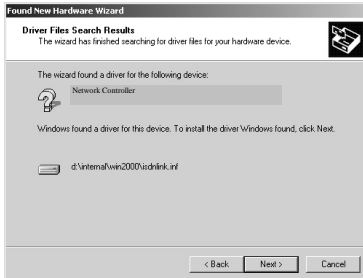 Found New Hardware Wizard
Driver Files Search Results
The wizard has finished searching for driver files for your hardware device.
The wizard found a driver for the following device:
Network Controller
Windows found a driver for this device. To install the driver Windows found, click Next.
d:\internal\win2000\isdnlink.inf
< Back
Next >
Cancel